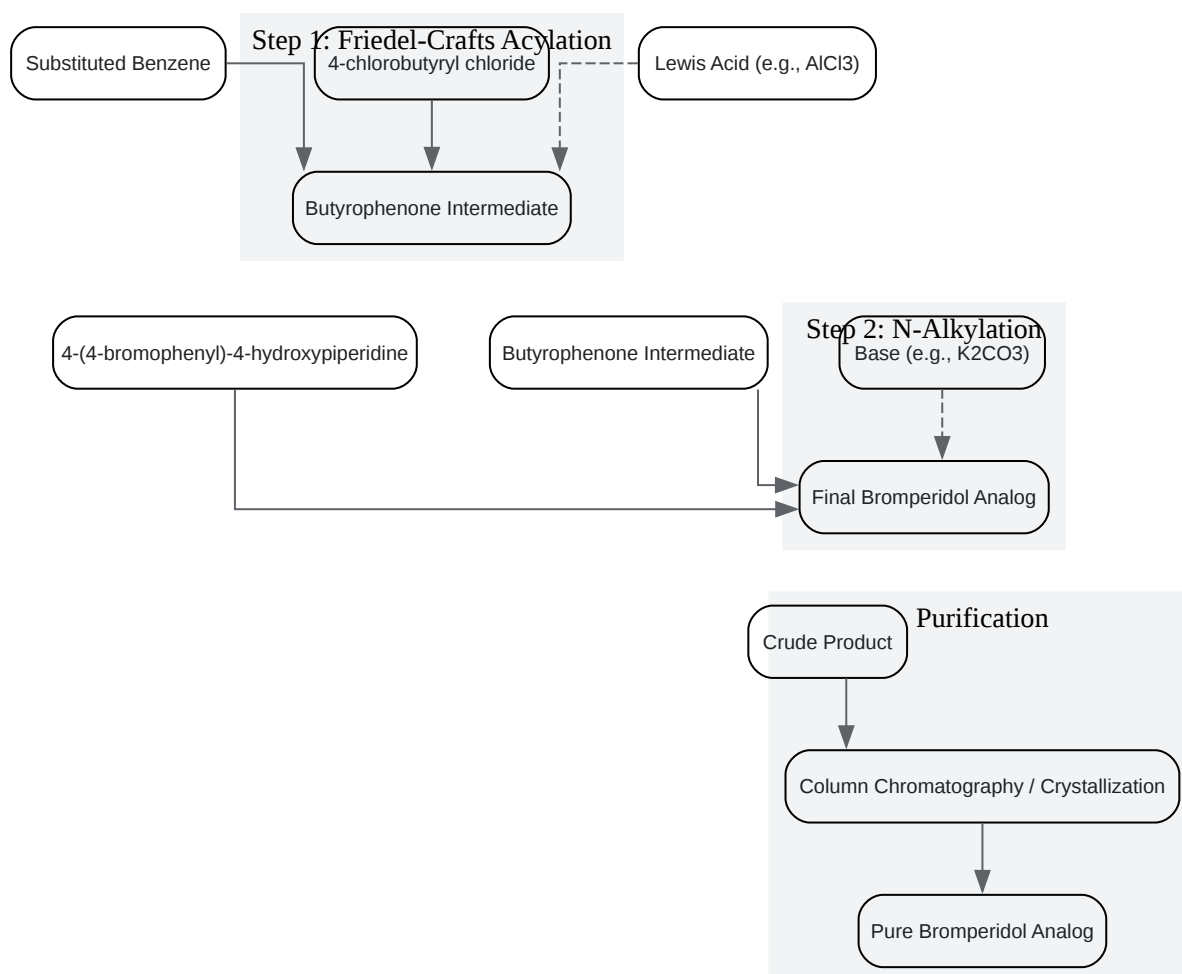 Step 1: Friedel-Crafts Acylation
Substituted Benzene
4-chlorobutyryl chloride
Lewis Acid (e.g., AlCl3)
Butyrophenone Intermediate
Step 2: N-Alkylation
4-(4-bromophenyl)-4-hydroxypiperidine
Butyrophenone Intermediate
Base (e.g., K2CO3)
Final Bromperidol Analog
Purification
Crude Product
Column Chromatography / Crystallization
Pure Bromperidol Analog